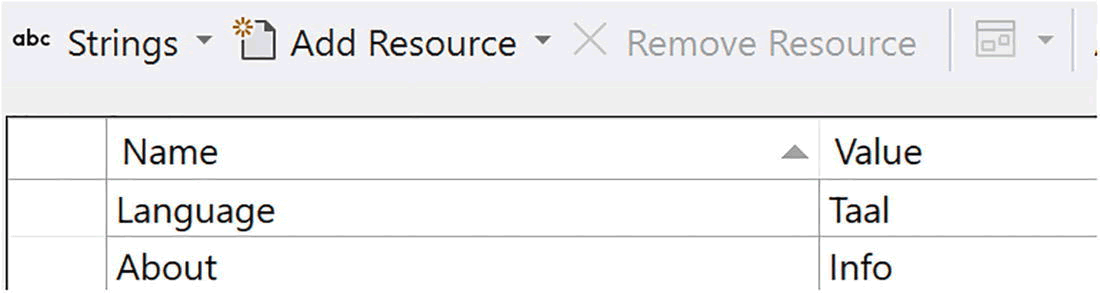 abc Strings Add Resource Remove Resource
Name Value
Language Taal
About Info